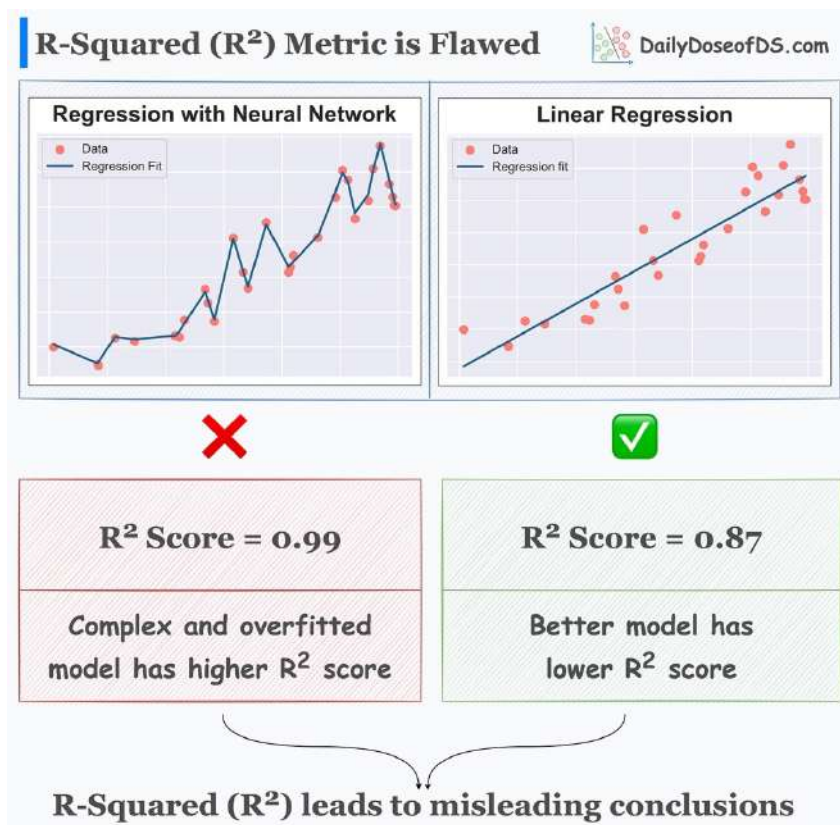 R-Squared (R²) Metric is Flawed
DailyDoseofDS.com
Regression with Neural Network
Data
Regression Fit
Linear Regression
Data
Regression fit
R² Score = 0.99
Complex and overfitted
model has higher R² score
R² Score = 0.87
Better model has
lower R² score
R-Squared (R²) leads to misleading conclusions